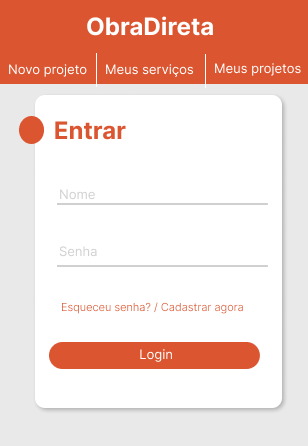 ObraDireta
Novo projeto
Meus serviços
Meus projetos
Entrar
Nome
Senha
Esqueceu senha? / Cadastrar agora
Login